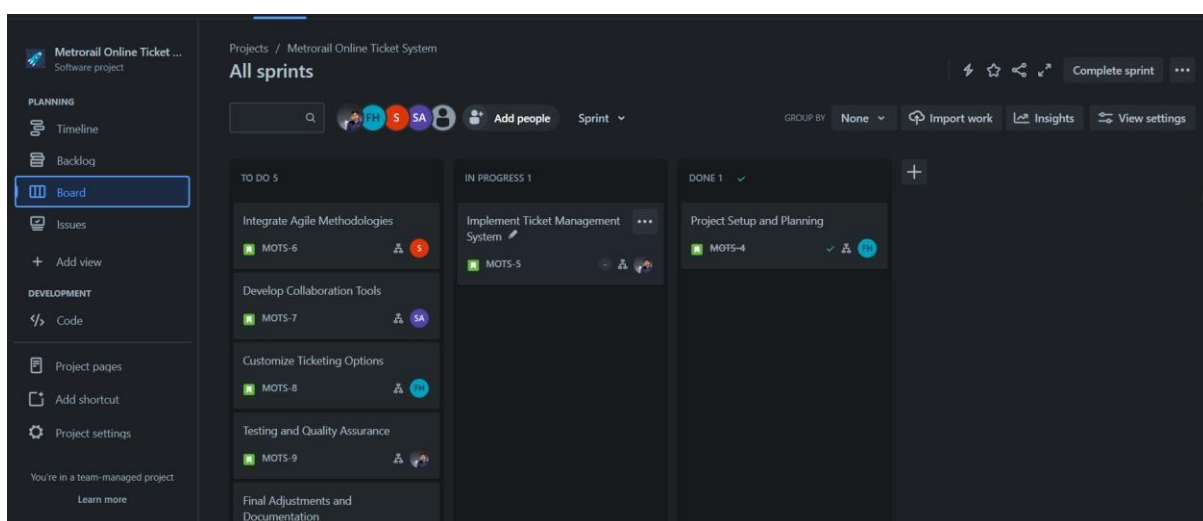 Metrorail Online Ticket ...
Software project
PLANNING
Timeline
Backlog
Board
Issues
Add view
DEVELOPMENT
Code
Project pages
Add shortcut
Project settings
You're in a team-managed project
Learn more
Projects / Metrorail Online Ticket System
All sprints
Complete sprint
FH S SA Add people Sprint
GROUP BY None Import work Insights View settings
TO DO 5
Integrate Agile Methodologies
MOTS-6 S
Develop Collaboration Tools
MOTS-7 SA
Customize Ticketing Options
MOTS-8 FH
Testing and Quality Assurance
MOTS-9
Final Adjustments and
Documentation
IN PROGRESS 1
Implement Ticket Management
System
MOTS-5 -
DONE 1
Project Setup and Planning
MOTS-4 FH